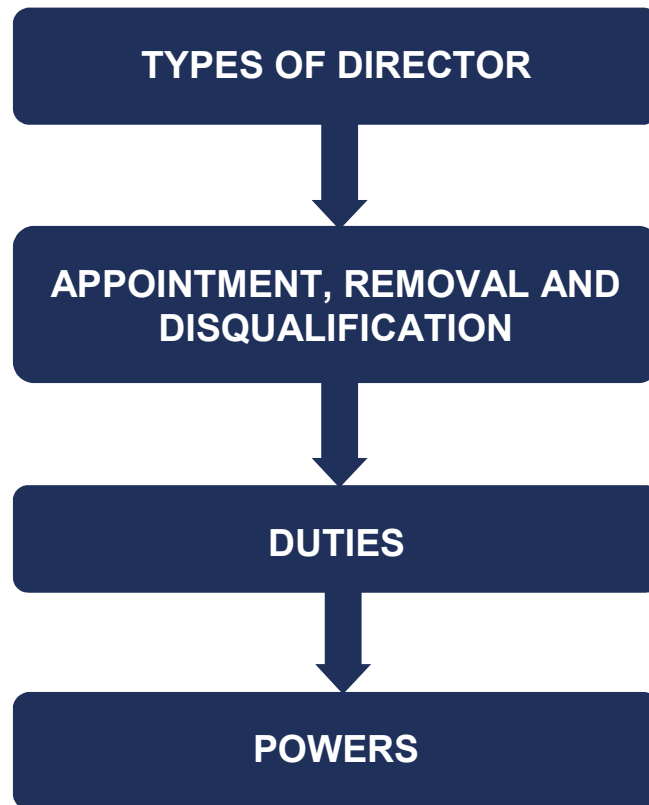 TYPES OF DIRECTOR
APPOINTMENT, REMOVAL AND
DISQUALIFICATION
DUTIES
POWERS